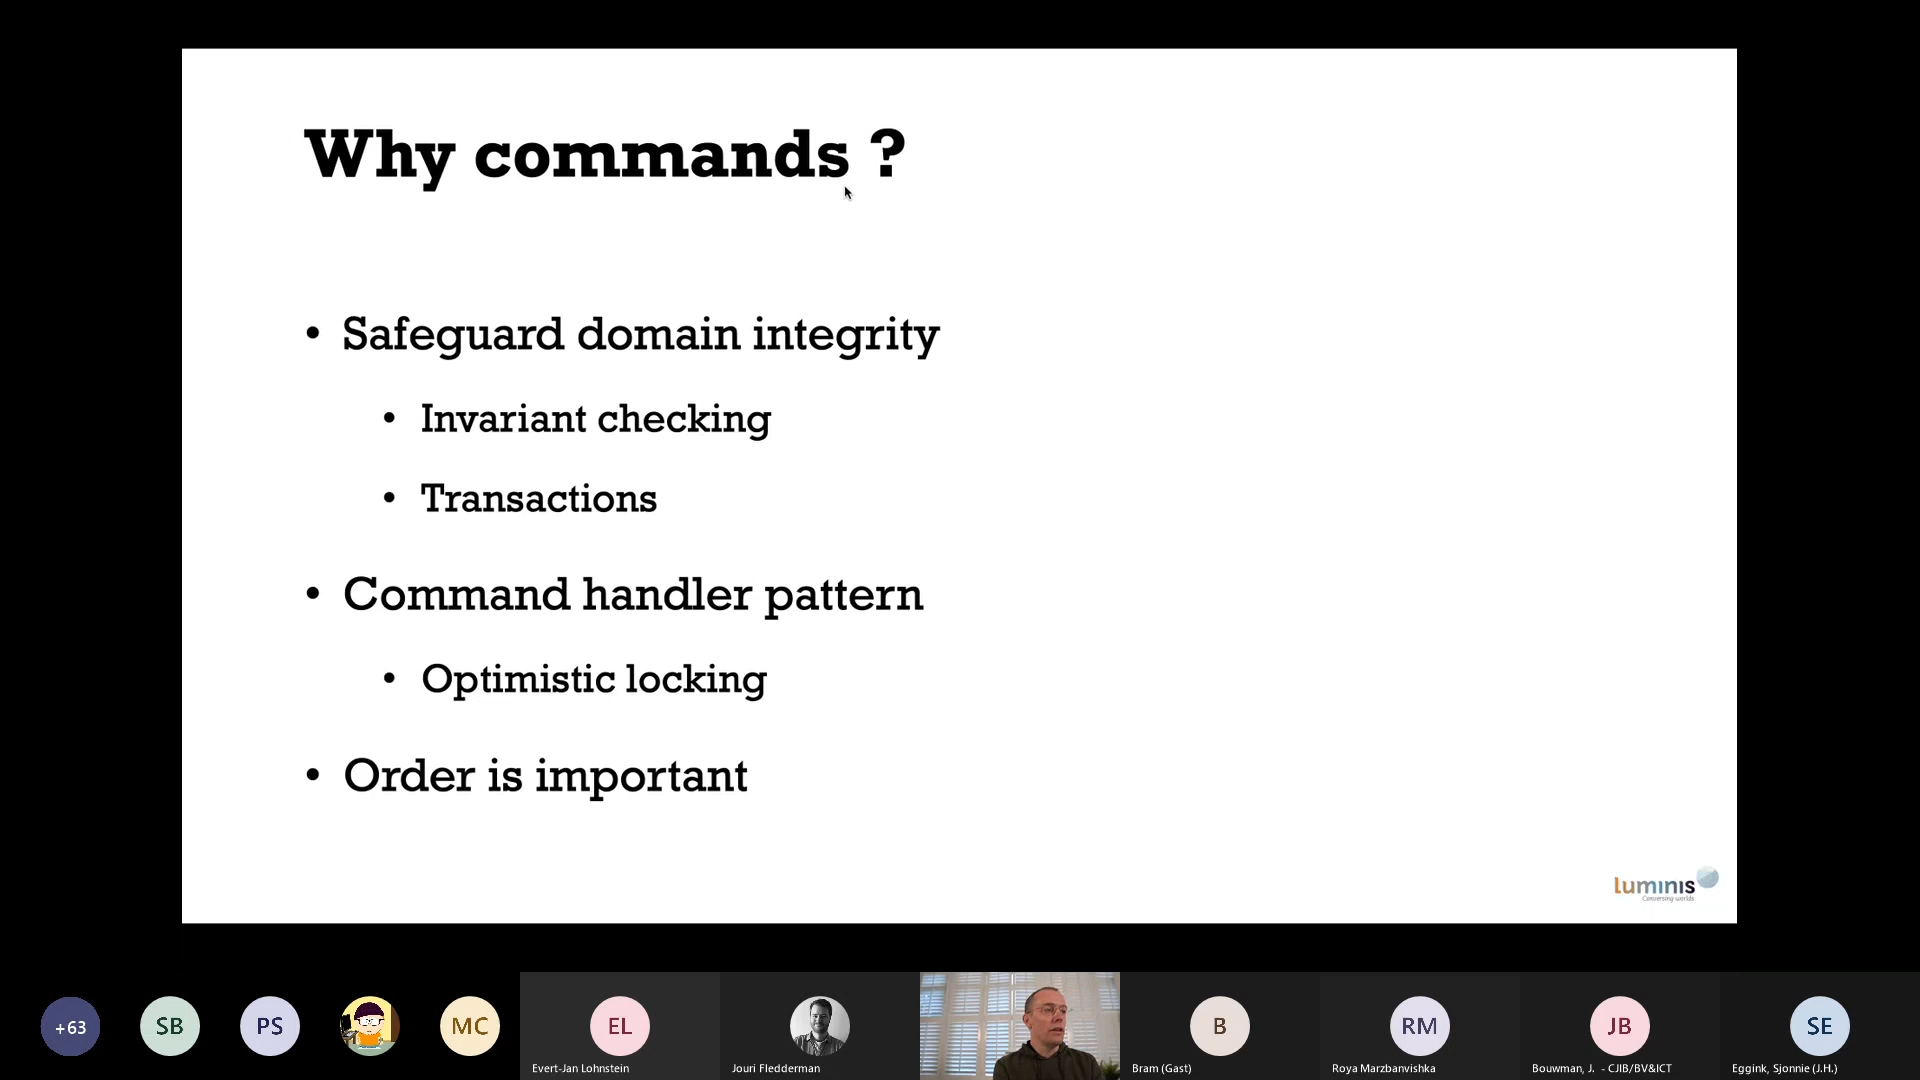 Why commands ?
• Safeguard domain integrity
• Invariant checking
• Transactions
• Command handler pattern
• Optimistic locking
• Order is important
luminis
Conversing worlds
+63
SB
PS
MC
EL
Evert-Jan Lohnstein
Jouri Fledderman
B
Bram (Gast)
RM
Roya Marzbanvishka
JB
Bouwman, J. - CJIB/BV&ICT
SE
Eggink, Sjonnie (J.H.)